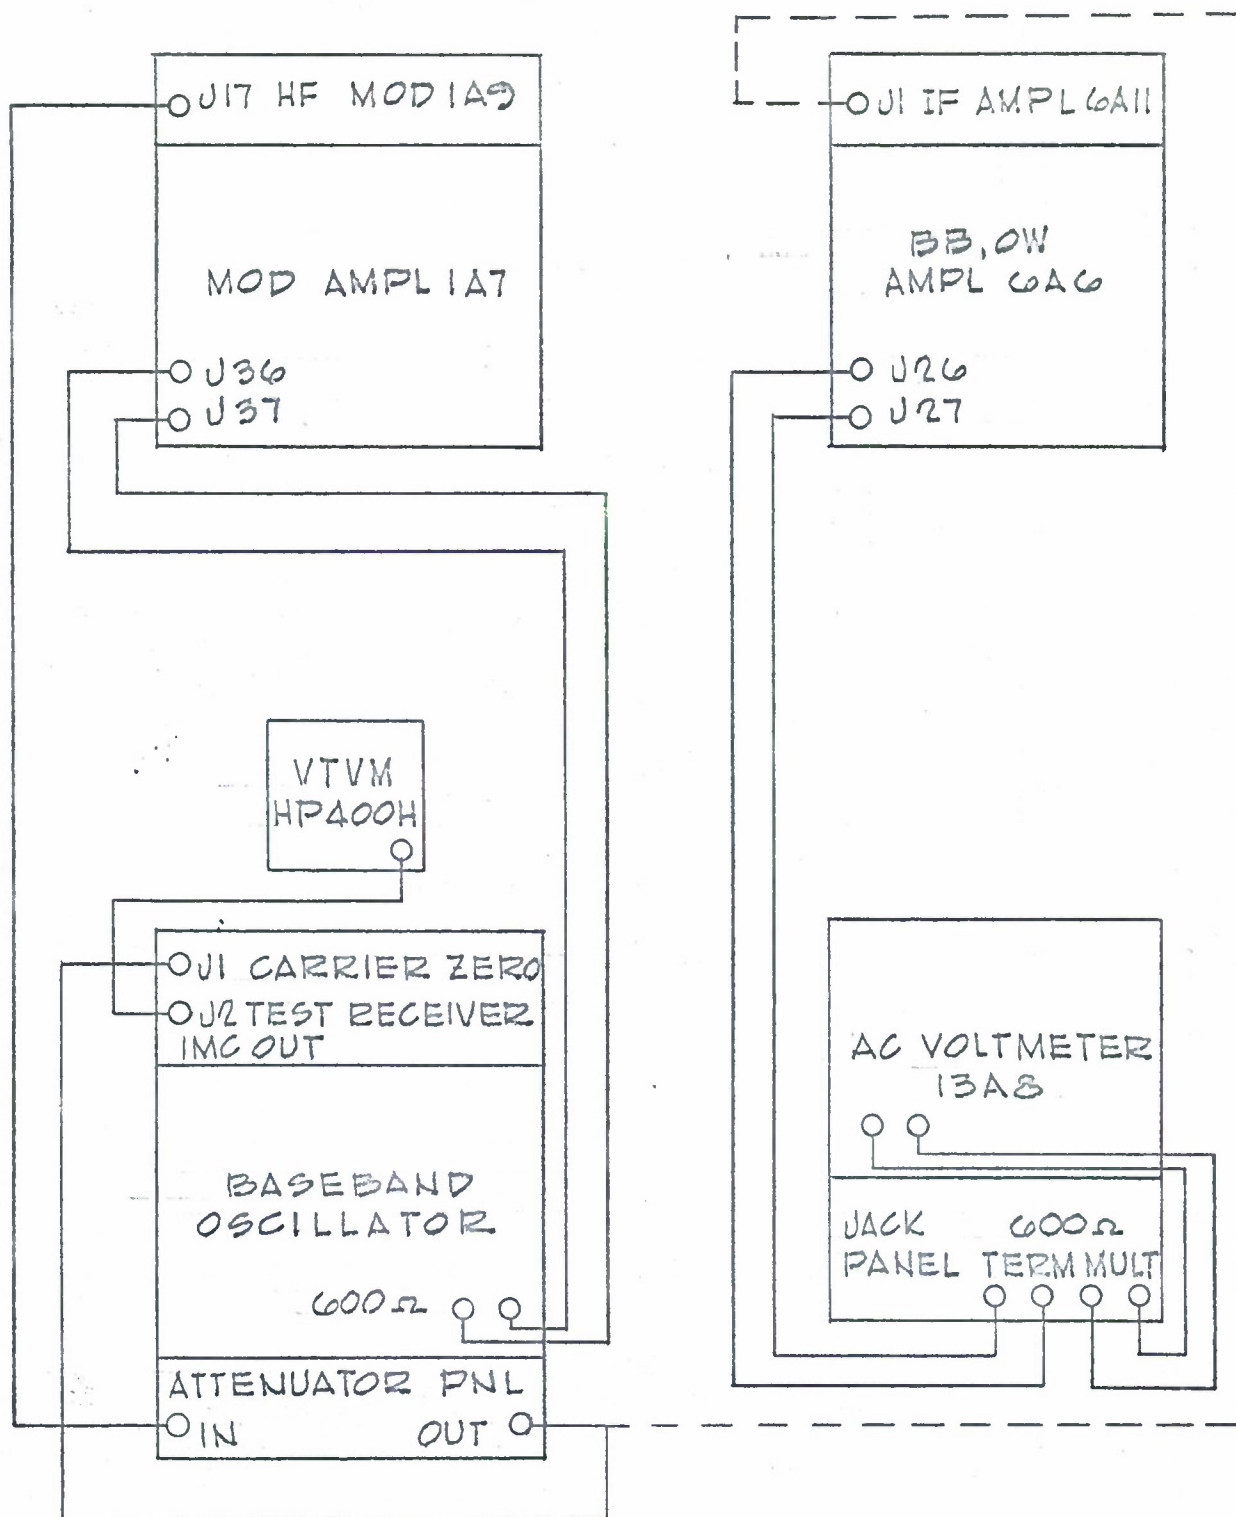 J17 HF MOD 1A9
MOD AMPL 1A7
J36
J37
J1 IF AMPL 6A11
BB, OW
AMPL 6A6
J26
J27
VTVM
HP400H
J1 CARRIER ZERO
J2 TEST RECEIVER
IMC OUT
BASEBAND
OSCILLATOR
600Ω
ATTENUATOR PNL
IN OUT
AC VOLTMETER
13A8
JACK 600Ω
PANEL TERM MULT